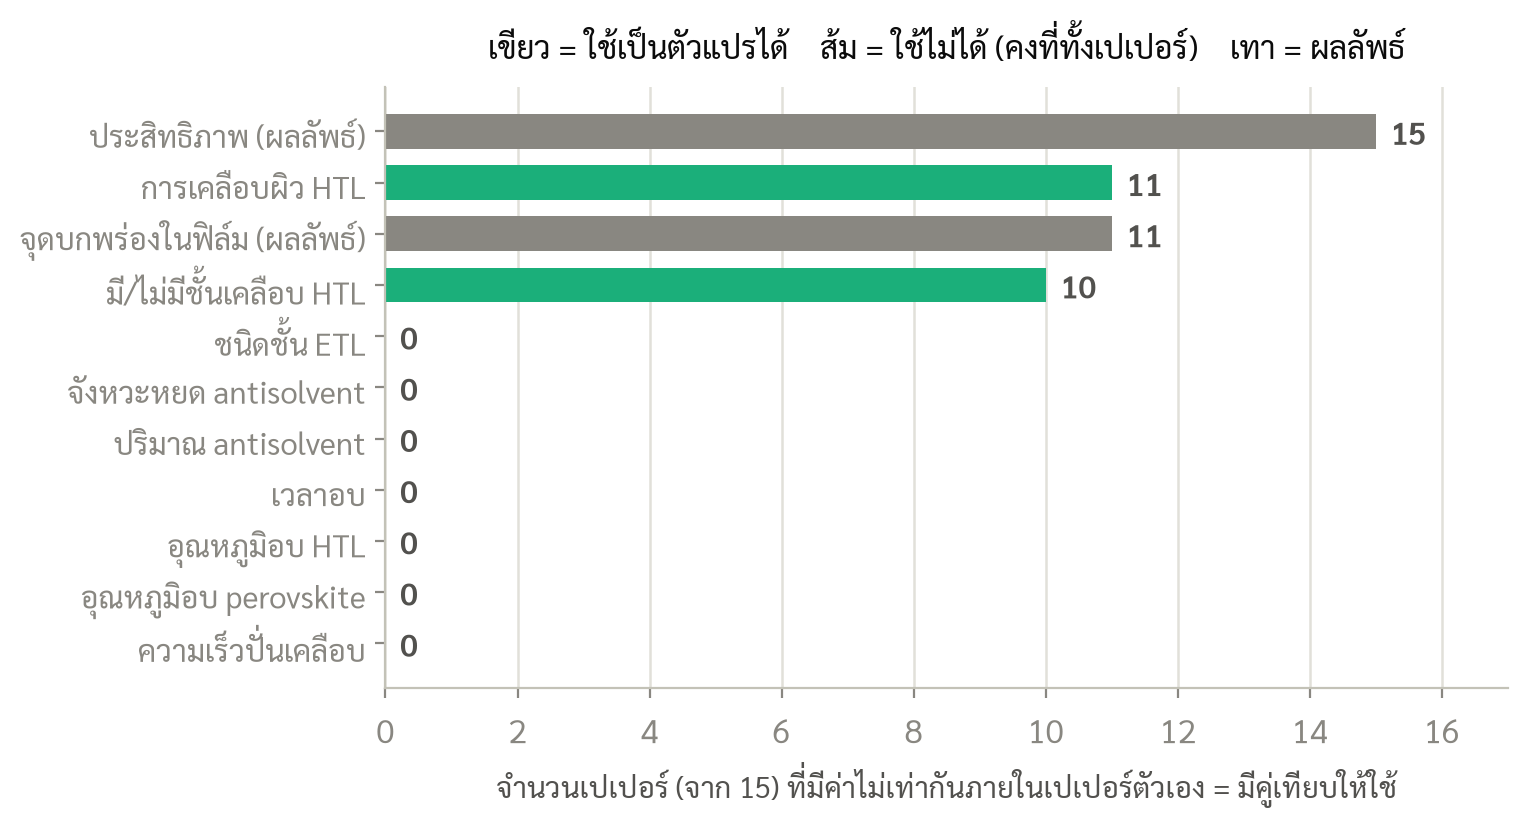 เขียว = ใช้เป็นตัวแปรได้    ส้ม = ใช้ไม่ได้ (คงที่ทั้งเปเปอร์)    เทา = ผลลัพธ์
ประสิทธิภาพ (ผลลัพธ์) 15
การเคลือบผิว HTL 11
จุดบกพร่องในฟิล์ม (ผลลัพธ์) 11
มี/ไม่มีชั้นเคลือบ HTL 10
ชนิดชั้น ETL 0
จังหวะหยด antisolvent 0
ปริมาณ antisolvent 0
เวลาอบ 0
อุณหภูมิอบ HTL 0
อุณหภูมิอบ perovskite 0
ความเร็วปั่นเคลือบ 0
0 2 4 6 8 10 12 14 16
จำนวนเปเปอร์ (จาก 15) ที่มีค่าไม่เท่ากันภายในเปเปอร์ตัวเอง = มีคู่เทียบให้ใช้